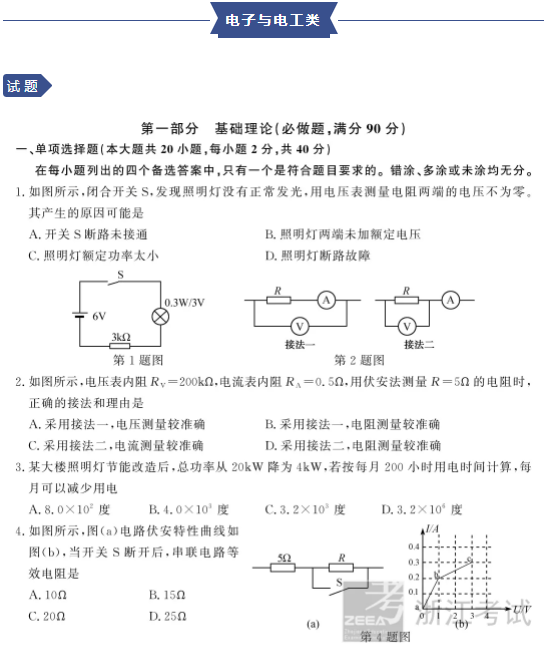 电子与电工类
试题
第一部分 基础理论(必做题,满分 90 分)
一、单项选择题(本大题共 20 小题,每小题 2 分,共 40 分)
在每小题列出的四个备选答案中,只有一个是符合题目要求的。错涂、多涂或未涂均无分。
1. 如图所示,闭合开关 S,发现照明灯没有正常发光,用电压表测量电阻两端的电压不为零。
其产生的原因可能是
A. 开关 S 断路未接通 B. 照明灯两端未加额定电压
C. 照明灯额定功率太小 D. 照明灯断路故障
S
6V
0.3W/3V
3kΩ
第 1 题图
R
A
V
接法一
R
A
V
接法二
第 2 题图
2. 如图所示,电压表内阻 RV=200kΩ,电流表内阻 RA=0.5Ω,用伏安法测量 R=5Ω 的电阻时,
正确的接法和理由是
A. 采用接法一,电压测量较准确 B. 采用接法一,电阻测量较准确
C. 采用接法二,电流测量较准确 D. 采用接法二,电阻测量较准确
3. 某大楼照明灯节能改造后,总功率从 20kW 降为 4kW,若按每月 200 小时用电时间计算,每
月可以减少用电
A. 8.0×10² 度 B. 4.0×10³ 度 C. 3.2×10³ 度 D. 3.2×10⁶ 度
4. 如图所示,图(a)电路伏安特性曲线如
图(b),当开关 S 断开后,串联电路等
效电阻是
A. 10Ω B. 15Ω
C. 20Ω D. 25Ω
5Ω
R
S
(a)
I/A
0.4
0.3
0.2
0.1
a
b
c
0 1 2 3 4
U/V
(b)
第 4 题图
ZEEA
考
浙江考试